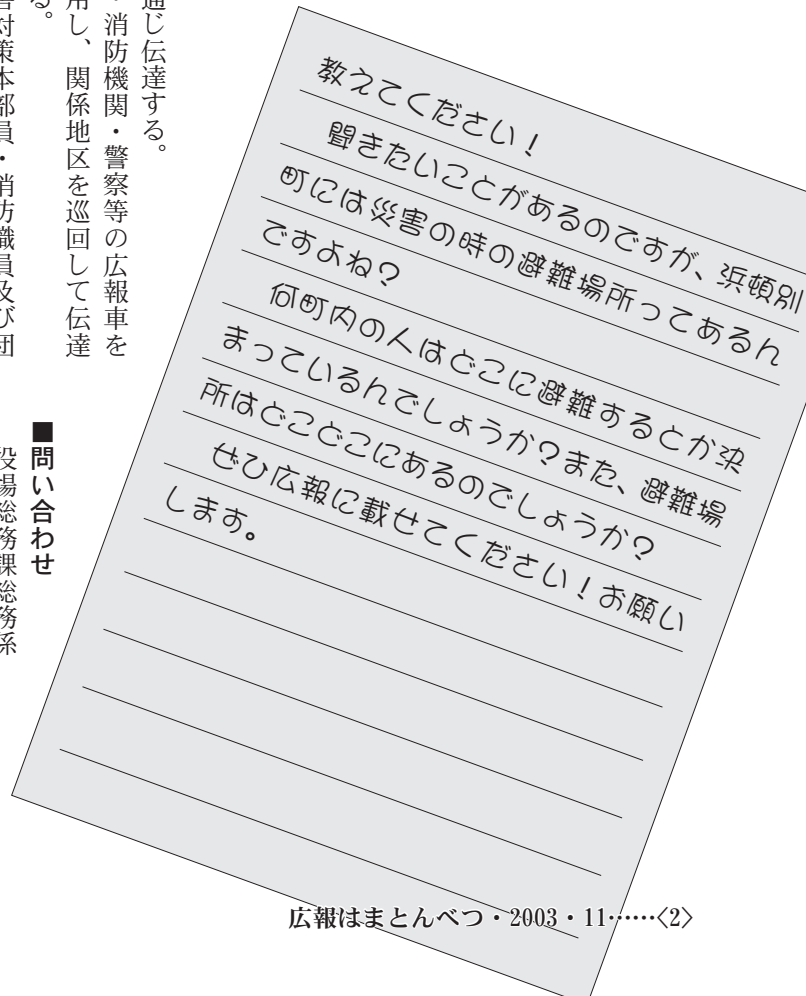 教えてください！
聞きたいことがあるのですが、浜頓別
町には災害の時の避難場所ってあるん
ですよね？
何町内の人はどこに避難するとか決
まっているんでしょうか？また、避難場
所はどこどこにあるのでしょうか？
ぜひ広報に載せてください！お願い
します。
通じ伝達する。
・消防機関・警察等の広報車を
用し、関係地区を巡回して伝達
る。
害対策本部員・消防職員及び団
■問い合わせ
役場総務課総務係
広報はまとんべつ・2003・11……〈2〉